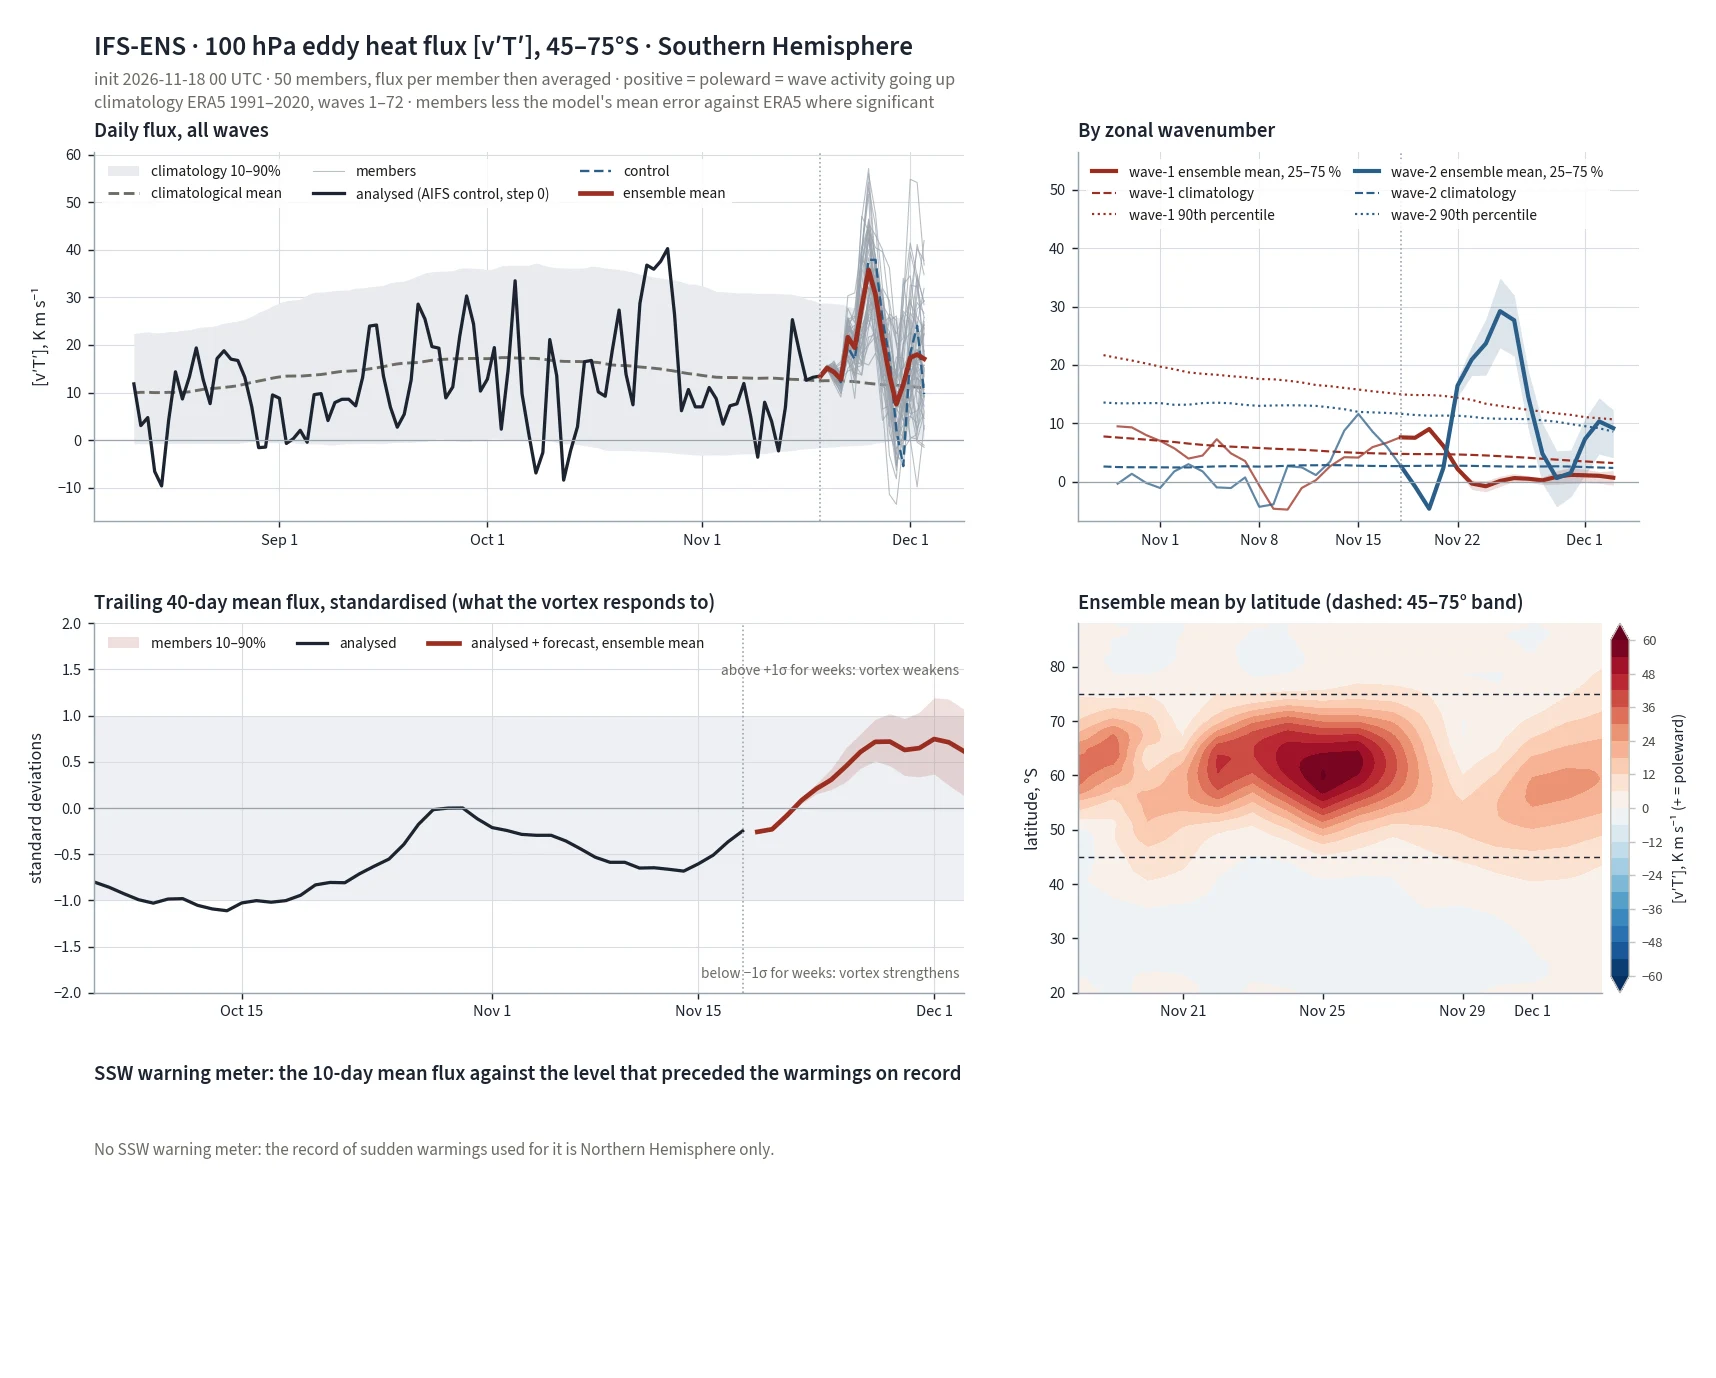 IFS-ENS · 100 hPa eddy heat flux [v′T′], 45–75°S · Southern Hemisphere
init 2026-11-18 00 UTC · 50 members, flux per member then averaged · positive = poleward = wave activity going up
climatology ERA5 1991–2020, waves 1–72 · members less the model's mean error against ERA5 where significant
Daily flux, all waves
climatology 10–90%
members
control
climatological mean
analysed (AIFS control, step 0)
ensemble mean
[v′T′], K m s⁻¹
60
50
40
30
20
10
0
−10
Sep 1
Oct 1
Nov 1
Dec 1
By zonal wavenumber
wave-1 ensemble mean, 25–75 %
wave-2 ensemble mean, 25–75 %
wave-1 climatology
wave-2 climatology
wave-1 90th percentile
wave-2 90th percentile
50
40
30
20
10
0
Nov 1
Nov 8
Nov 15
Nov 22
Dec 1
Trailing 40-day mean flux, standardised (what the vortex responds to)
members 10–90%
analysed
analysed + forecast, ensemble mean
above +1σ for weeks: vortex weakens
below −1σ for weeks: vortex strengthens
standard deviations
2.0
1.5
1.0
0.5
0.0
−0.5
−1.0
−1.5
−2.0
Oct 15
Nov 1
Nov 15
Dec 1
Ensemble mean by latitude (dashed: 45–75° band)
latitude, °S
80
70
60
50
40
30
20
Nov 21
Nov 25
Nov 29
Dec 1
60
48
36
24
12
0
−12
−24
−36
−48
−60
[v′T′], K m s⁻¹ (+ = poleward)
SSW warning meter: the 10-day mean flux against the level that preceded the warmings on record
No SSW warning meter: the record of sudden warmings used for it is Northern Hemisphere only.